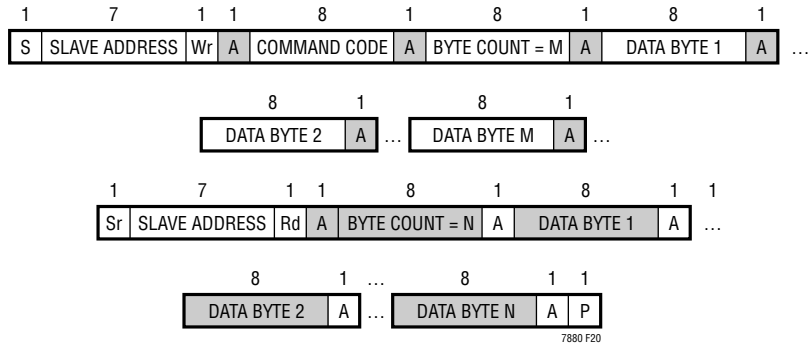 1 7 1 1 8 1 8 1 8 1
S SLAVE ADDRESS Wr A COMMAND CODE A BYTE COUNT = M A DATA BYTE 1 A …
8 1 8 1
DATA BYTE 2 A … DATA BYTE M A …
1 7 1 1 8 1 8 1 1
Sr SLAVE ADDRESS Rd A BYTE COUNT = N A DATA BYTE 1 A …
8 1 … 8 1 1
DATA BYTE 2 A … DATA BYTE N A P
7880 F20